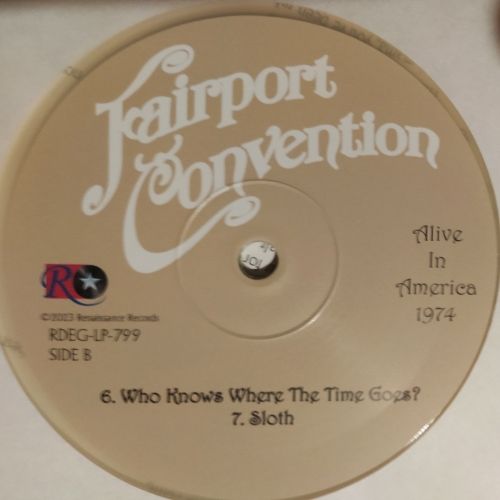 Fairport
Convention
Alive
In
America
1974
R
©2023 Renaissance Records
RDEG-LP-799
SIDE B
6. Who Knows Where The Time Goes?
7. Sloth